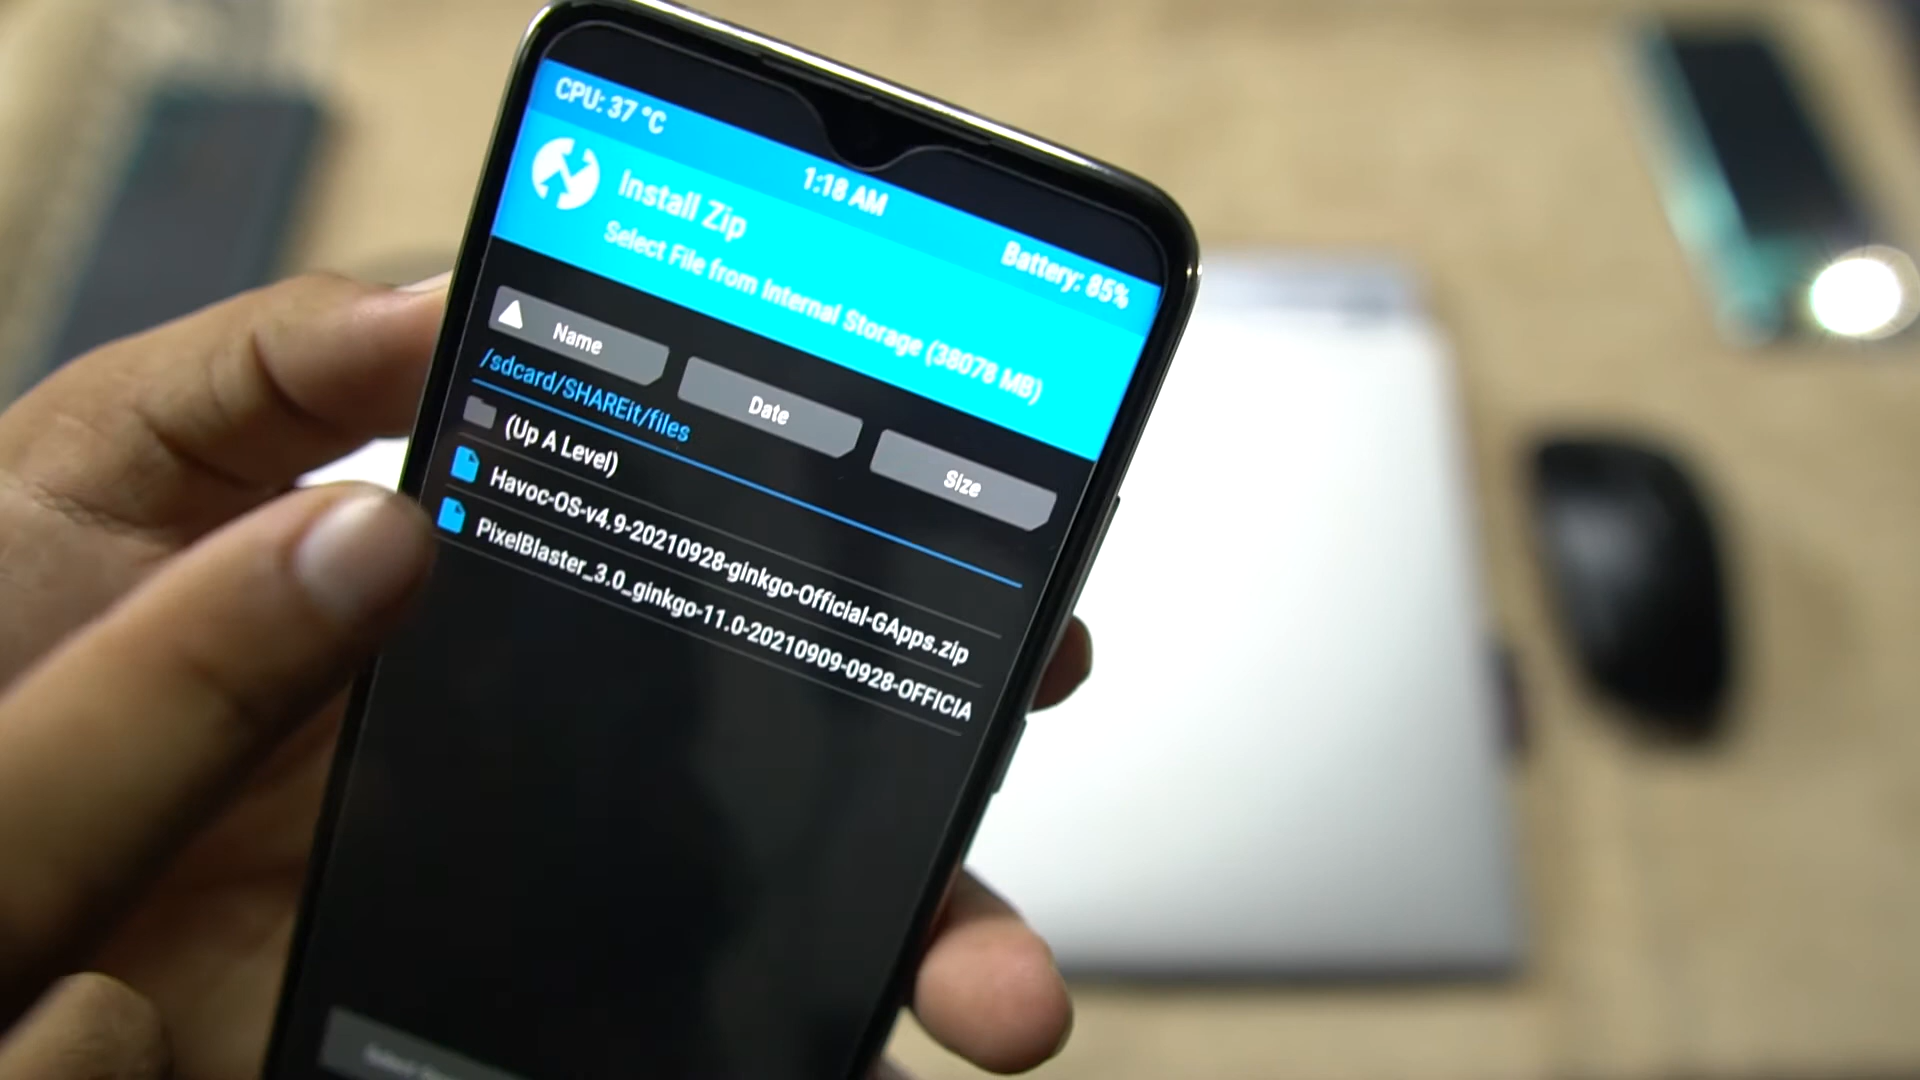 CPU: 37 °C
1:18 AM
Battery: 85%
Install Zip
Select File from Internal Storage (38078 MB)
Name
Date
Size
/sdcard/SHAREit/files
(Up A Level)
Havoc-OS-v4.9-20210928-ginkgo-Official-GApps.zip
PixelBlaster_3.0_ginkgo-11.0-20210909-0928-OFFICIA
Select